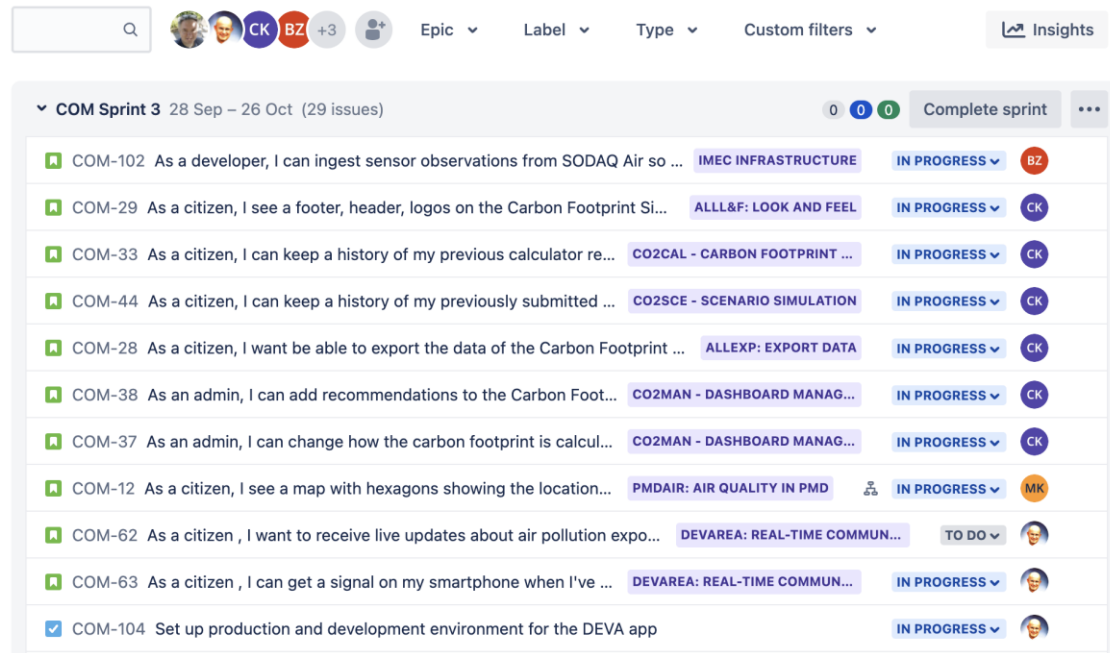 CK BZ +3 Epic Label Type Custom filters Insights
COM Sprint 3 28 Sep – 26 Oct (29 issues) 0 0 0 Complete sprint •••
COM-102 As a developer, I can ingest sensor observations from SODAQ Air so ... IMEC INFRASTRUCTURE IN PROGRESS BZ
COM-29 As a citizen, I see a footer, header, logos on the Carbon Footprint Si... ALLL&F: LOOK AND FEEL IN PROGRESS CK
COM-33 As a citizen, I can keep a history of my previous calculator re... CO2CAL - CARBON FOOTPRINT ... IN PROGRESS CK
COM-44 As a citizen, I can keep a history of my previously submitted ... CO2SCE - SCENARIO SIMULATION IN PROGRESS CK
COM-28 As a citizen, I want be able to export the data of the Carbon Footprint ... ALLEXP: EXPORT DATA IN PROGRESS CK
COM-38 As an admin, I can add recommendations to the Carbon Foot... CO2MAN - DASHBOARD MANAG... IN PROGRESS CK
COM-37 As an admin, I can change how the carbon footprint is calcul... CO2MAN - DASHBOARD MANAG... IN PROGRESS CK
COM-12 As a citizen, I see a map with hexagons showing the location... PMDAIR: AIR QUALITY IN PMD IN PROGRESS MK
COM-62 As a citizen , I want to receive live updates about air pollution expo... DEVAREA: REAL-TIME COMMUN... TO DO
COM-63 As a citizen , I can get a signal on my smartphone when I've ... DEVAREA: REAL-TIME COMMUN... IN PROGRESS
COM-104 Set up production and development environment for the DEVA app IN PROGRESS